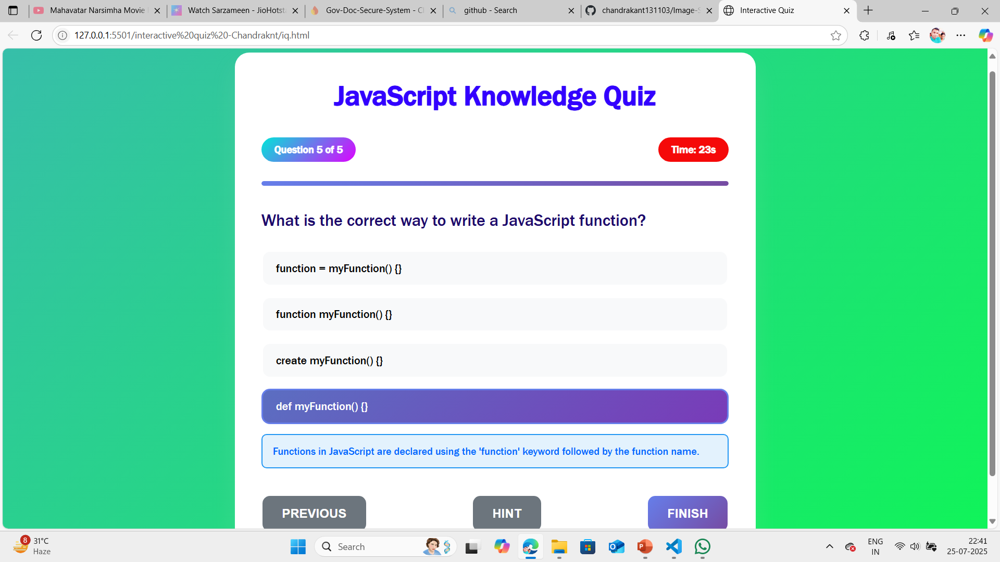 Mahavatar Narsimha Movie
Watch Sarzameen - JioHotst
Gov-Doc-Secure-System - C
github - Search
chandrakant131103/Image-S
Interactive Quiz
127.0.0.1:5501/interactive%20quiz%20-Chandraknt/iq.html
JavaScript Knowledge Quiz
Question 5 of 5
Time: 23s
What is the correct way to write a JavaScript function?
function = myFunction() {}
function myFunction() {}
create myFunction() {}
def myFunction() {}
Functions in JavaScript are declared using the 'function' keyword followed by the function name.
PREVIOUS
HINT
FINISH
8
31°C
Haze
Search
ENG
IN
22:41
25-07-2025